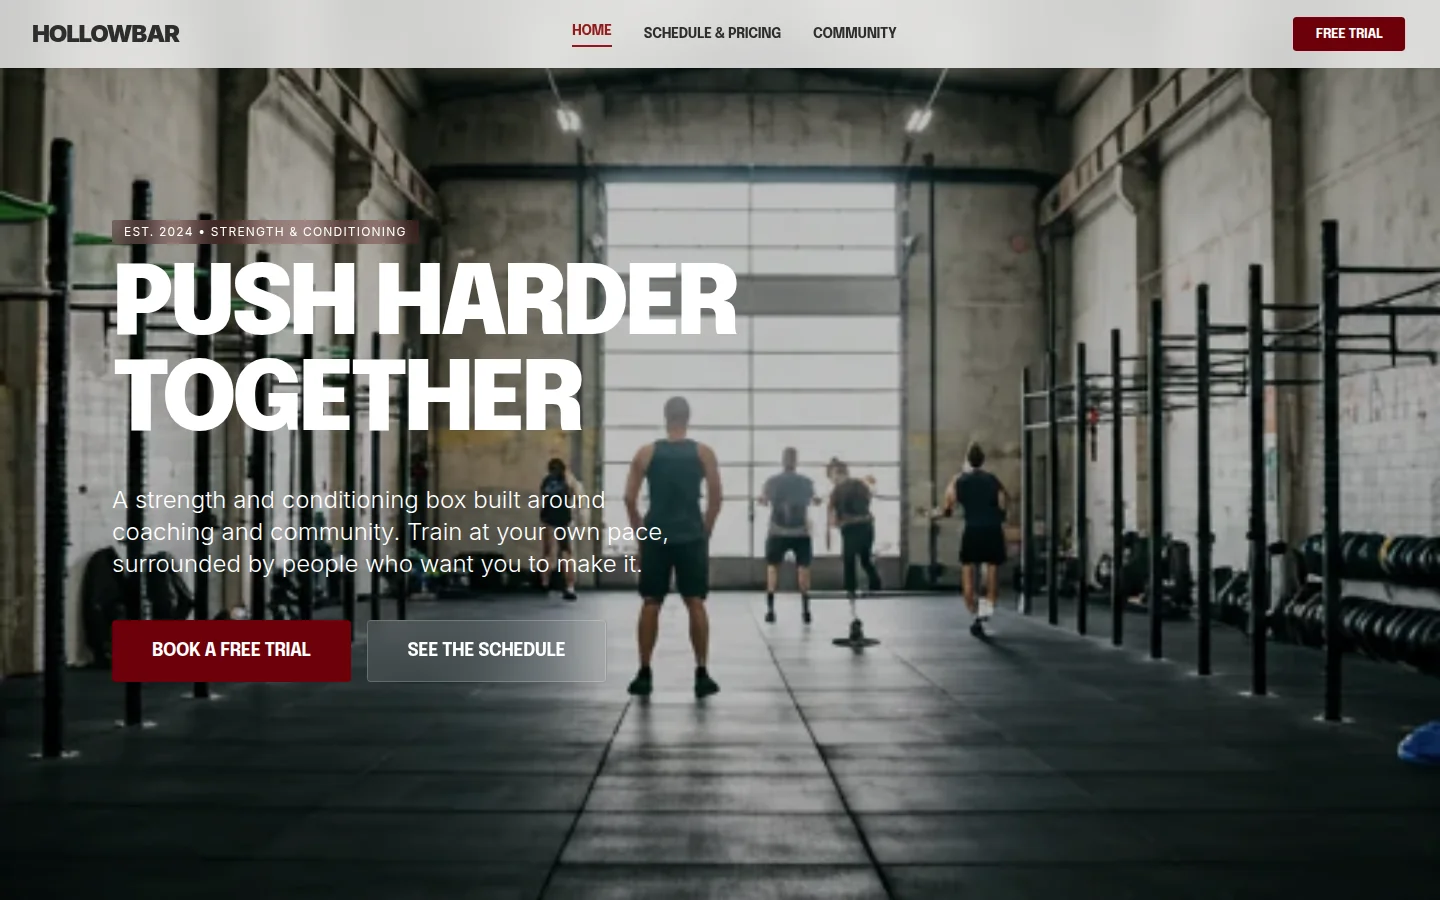 HOLLOWBAR
HOME SCHEDULE & PRICING COMMUNITY
FREE TRIAL
EST. 2024 • STRENGTH & CONDITIONING
PUSH HARDER
TOGETHER
A strength and conditioning box built around
coaching and community. Train at your own pace,
surrounded by people who want you to make it.
BOOK A FREE TRIAL
SEE THE SCHEDULE